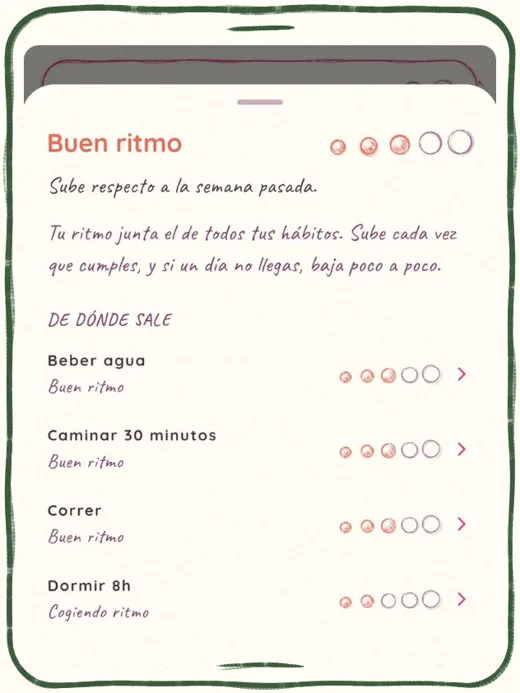 Buen ritmo
Sube respecto a la semana pasada.
Tu ritmo junta el de todos tus hábitos. Sube cada vez
que cumples, y si un día no llegas, baja poco a poco.
DE DÓNDE SALE
Beber agua
Buen ritmo
Caminar 30 minutos
Buen ritmo
Correr
Buen ritmo
Dormir 8h
Cogiendo ritmo